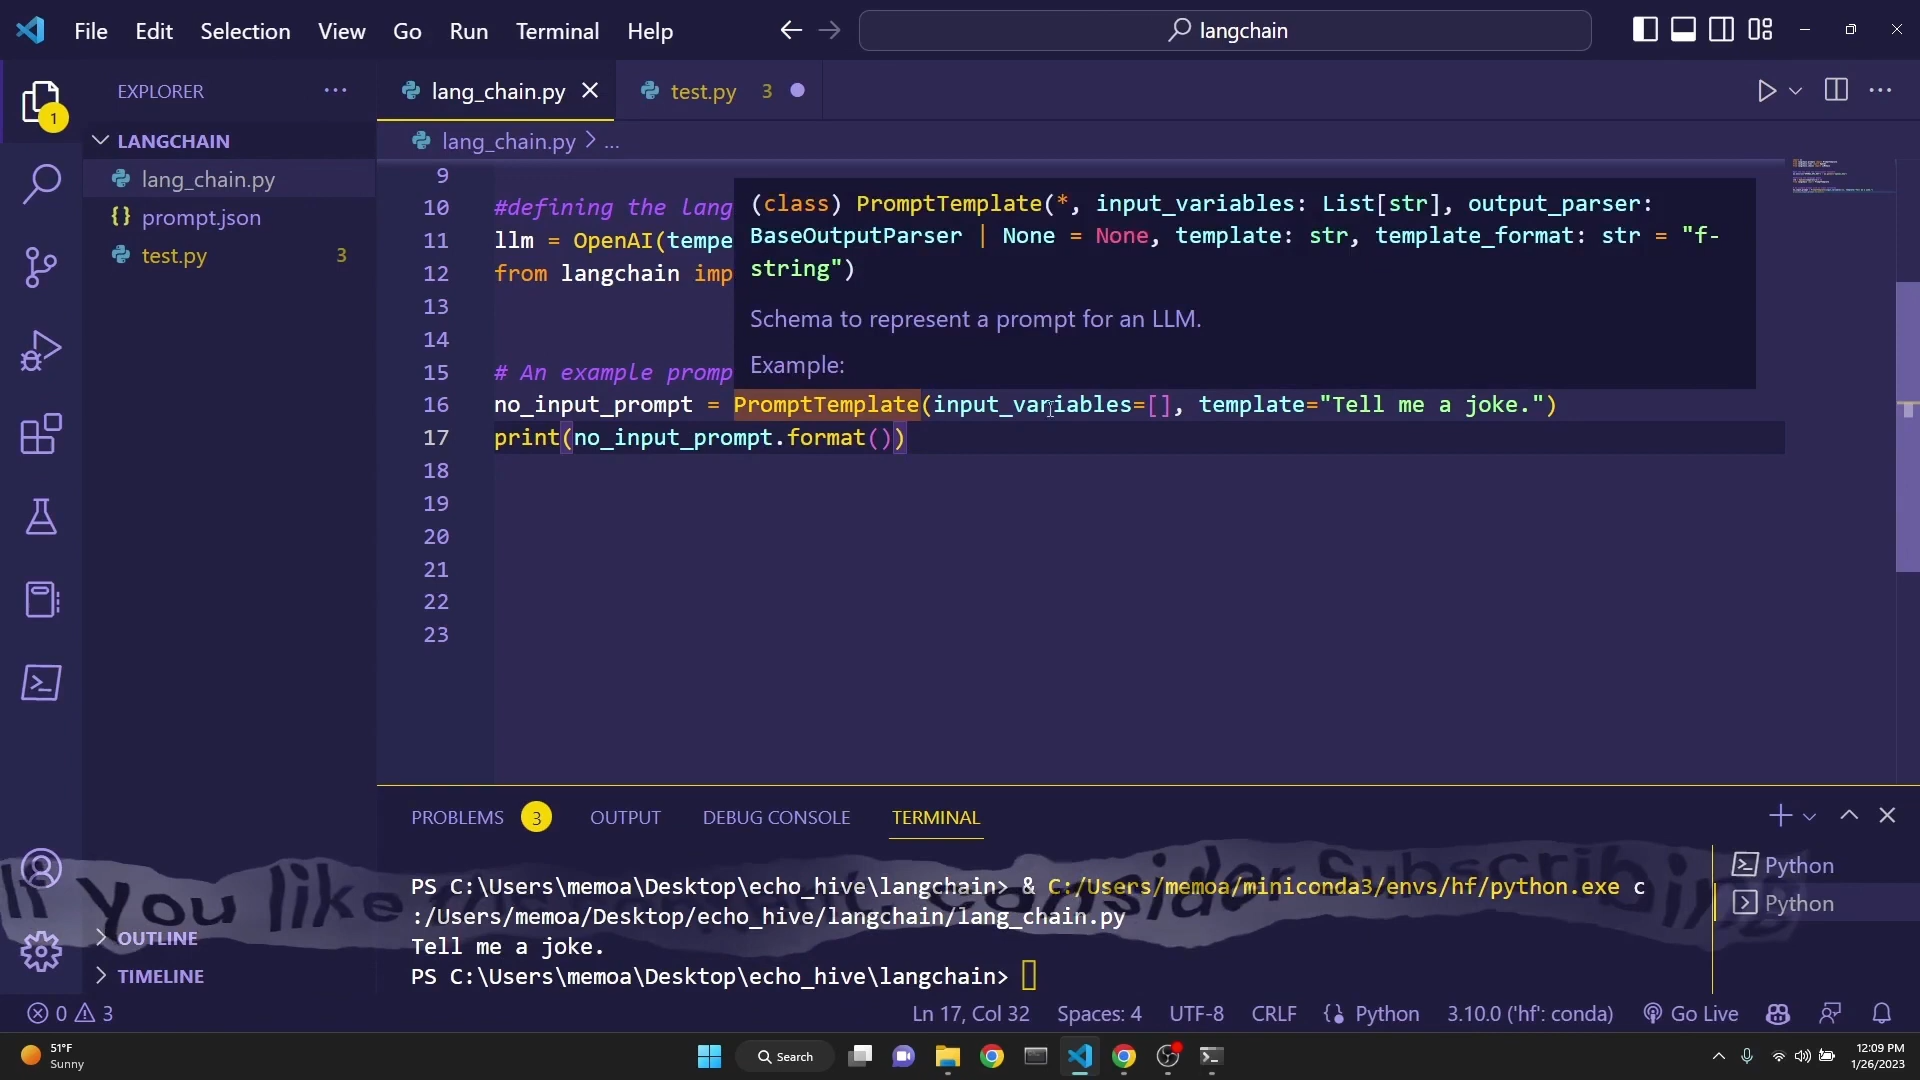 File Edit Selection View Go Run Terminal Help
langchain
EXPLORER
lang_chain.py
test.py 3
1
LANGCHAIN
lang_chain.py > ...
lang_chain.py
prompt.json
test.py 3
9
10 #defining the lang
11 llm = OpenAI(tempe
12 from langchain imp
13
14
15 # An example promp
16 no_input_prompt = PromptTemplate(input_variables=[], template="Tell me a joke.")
17 print(no_input_prompt.format())
18
19
20
21
22
23
(class) PromptTemplate(*, input_variables: List[str], output_parser:
BaseOutputParser | None = None, template: str, template_format: str = "f-
string")
Schema to represent a prompt for an LLM.
Example:
PROBLEMS 3 OUTPUT DEBUG CONSOLE TERMINAL
PS C:\Users\memoa\Desktop\echo_hive\langchain> & C:/Users/memoa/miniconda3/envs/hf/python.exe c
:/Users/memoa/Desktop/echo_hive/langchain/lang_chain.py
Tell me a joke.
PS C:\Users\memoa\Desktop\echo_hive\langchain>
Python
Python
If You like consider Subscribin
OUTLINE
TIMELINE
0 3
Ln 17, Col 32 Spaces: 4 UTF-8 CRLF Python 3.10.0 ('hf': conda) Go Live
51°F
Sunny
Search
12:09 PM
1/26/2023